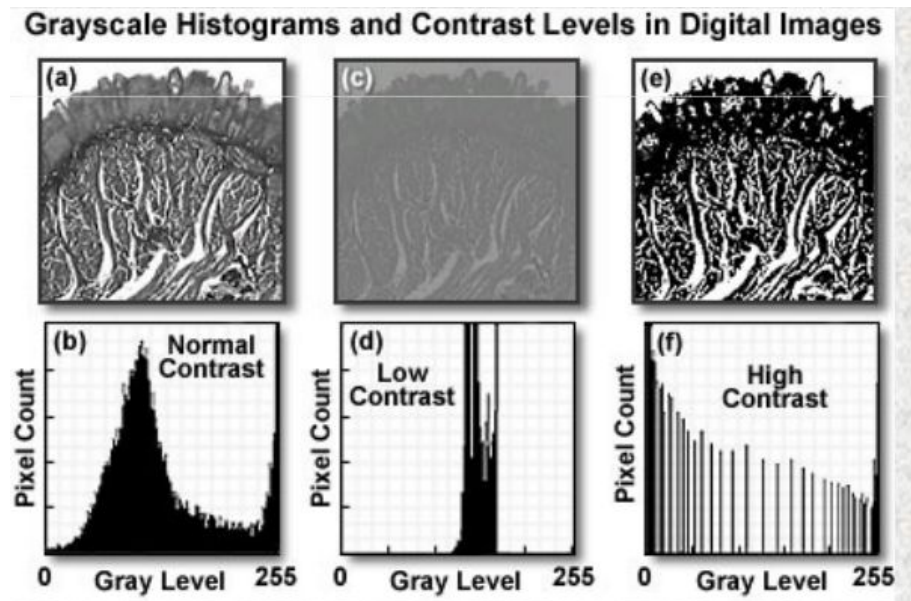 Grayscale Histograms and Contrast Levels in Digital Images
(a)
(c)
(e)
(b)
Normal
Contrast
Pixel Count
0
Gray Level
255
(d)
Low
Contrast
Pixel Count
0
Gray Level
255
(f)
High
Contrast
Pixel Count
0
Gray Level
255